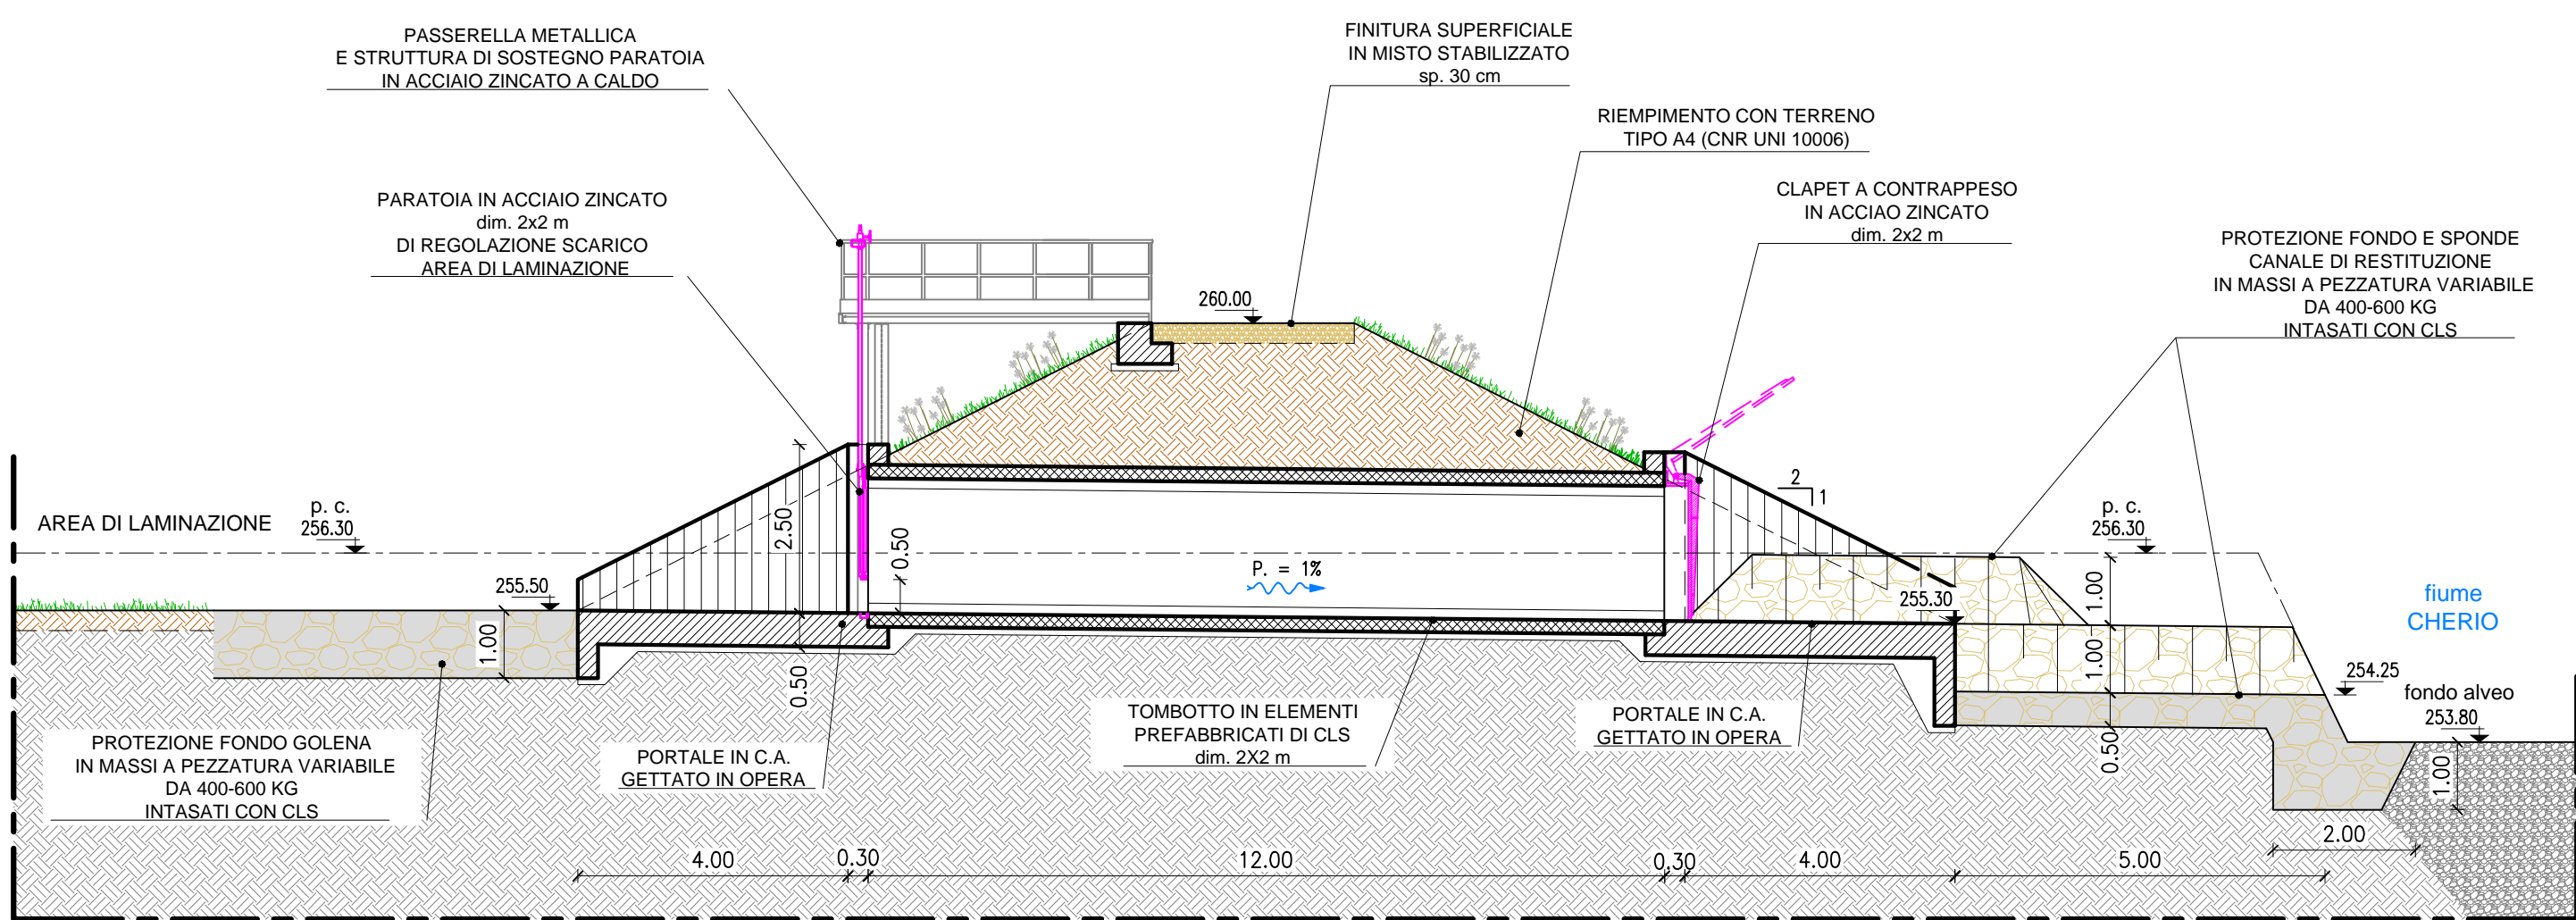 PASSERELLA METALLICA
E STRUTTURA DI SOSTEGNO PARATOIA
IN ACCIAIO ZINCATO A CALDO
FINITURA SUPERFICIALE
IN MISTO STABILIZZATO
sp. 30 cm
RIEMPIMENTO CON TERRENO
TIPO A4 (CNR UNI 10006)
PARATOIA IN ACCIAIO ZINCATO
dim. 2x2 m
DI REGOLAZIONE SCARICO
AREA DI LAMINAZIONE
CLAPET A CONTRAPPESO
IN ACCIAO ZINCATO
dim. 2x2 m
PROTEZIONE FONDO E SPONDE
CANALE DI RESTITUZIONE
IN MASSI A PEZZATURA VARIABILE
DA 400-600 KG
INTASATI CON CLS
260.00
2
1
AREA DI LAMINAZIONE
p. c.
256.30
2.50
0.50
P. = 1%
p. c.
256.30
255.50
1.00
0.50
255.30
1.00
1.00
0.50
fiume
CHERIO
254.25
fondo alveo
253.80
1.00
PROTEZIONE FONDO GOLENA
IN MASSI A PEZZATURA VARIABILE
DA 400-600 KG
INTASATI CON CLS
PORTALE IN C.A.
GETTATO IN OPERA
TOMBOTTO IN ELEMENTI
PREFABBRICATI DI CLS
dim. 2X2 m
PORTALE IN C.A.
GETTATO IN OPERA
2.00
4.00
0.30
12.00
0.30
4.00
5.00